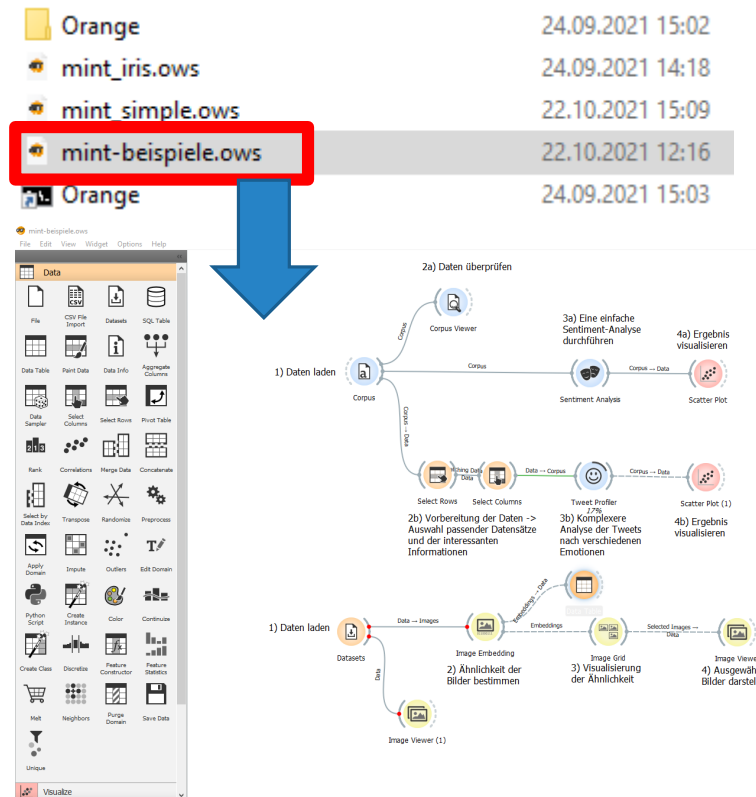 Orange 24.09.2021 15:02
mint_iris.ows 24.09.2021 14:18
mint_simple.ows 22.10.2021 15:09
mint-beispiele.ows 22.10.2021 12:16
Orange 24.09.2021 15:03
mint-beispiele.ows
File Edit View Widget Options Help
Data
File
CSV File
Import
Datasets
SQL Table
Data Table
Paint Data
Data Info
Aggregate
Columns
Data
Sampler
Select
Columns
Select Rows
Pivot Table
Rank
Correlations
Merge Data
Concatenate
Select by
Data Index
Transpose
Randomize
Preprocess
Apply
Domain
Impute
Outliers
Edit Domain
Python
Script
Create
Instance
Color
Continuize
Create Class
Discretize
Feature
Constructor
Feature
Statistics
Melt
Neighbors
Purge
Domain
Save Data
Unique
Visualize
2a) Daten überprüfen
Corpus
Corpus Viewer
3a) Eine einfache
Sentiment-Analyse
durchführen
4a) Ergebnis
visualisieren
1) Daten laden
Corpus
Corpus
Sentiment Analysis
Corpus → Data
Scatter Plot
Corpus → Data
Select Rows
Data
Select Columns
Data → Corpus
Tweet Profiler
17%
Corpus → Data
Scatter Plot (1)
2b) Vorbereitung der Daten ->
Auswahl passender Datensätze
und der interessanten
Informationen
3b) Komplexere
Analyse der Tweets
nach verschiedenen
Emotionen
4b) Ergebnis
visualisieren
1) Daten laden
Datasets
Data → Images
Image Embedding
2) Ähnlichkeit der
Bilder bestimmen
Embeddings → Data
Embeddings
Image Grid
3) Visualisierung
der Ähnlichkeit
Selected Images →
Data
Image Viewe
4) Ausgewäh
Bilder darstel
Data
Image Viewer (1)